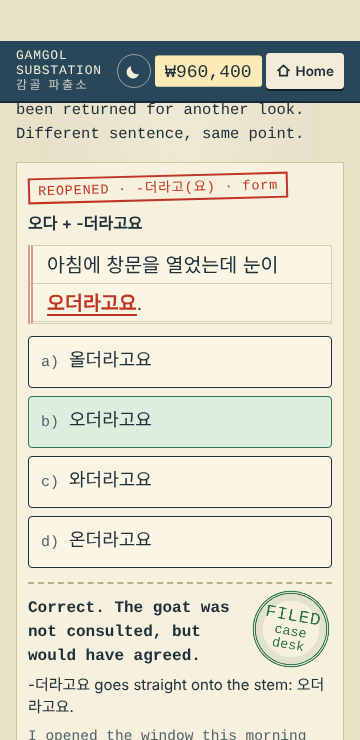 GAMGOL
SUBSTATION
감골 파출소
₩960,400
Home
been returned for another look.
Different sentence, same point.
REOPENED · -더라고(요) · form
오다 + -더라고요
아침에 창문을 열었는데 눈이
오더라고요.
a) 올더라고요
b) 오더라고요
c) 와더라고요
d) 온더라고요
Correct. The goat was
not consulted, but
would have agreed.
FILED
case
desk
-더라고요 goes straight onto the stem: 오더
라고요.
I opened the window this morning